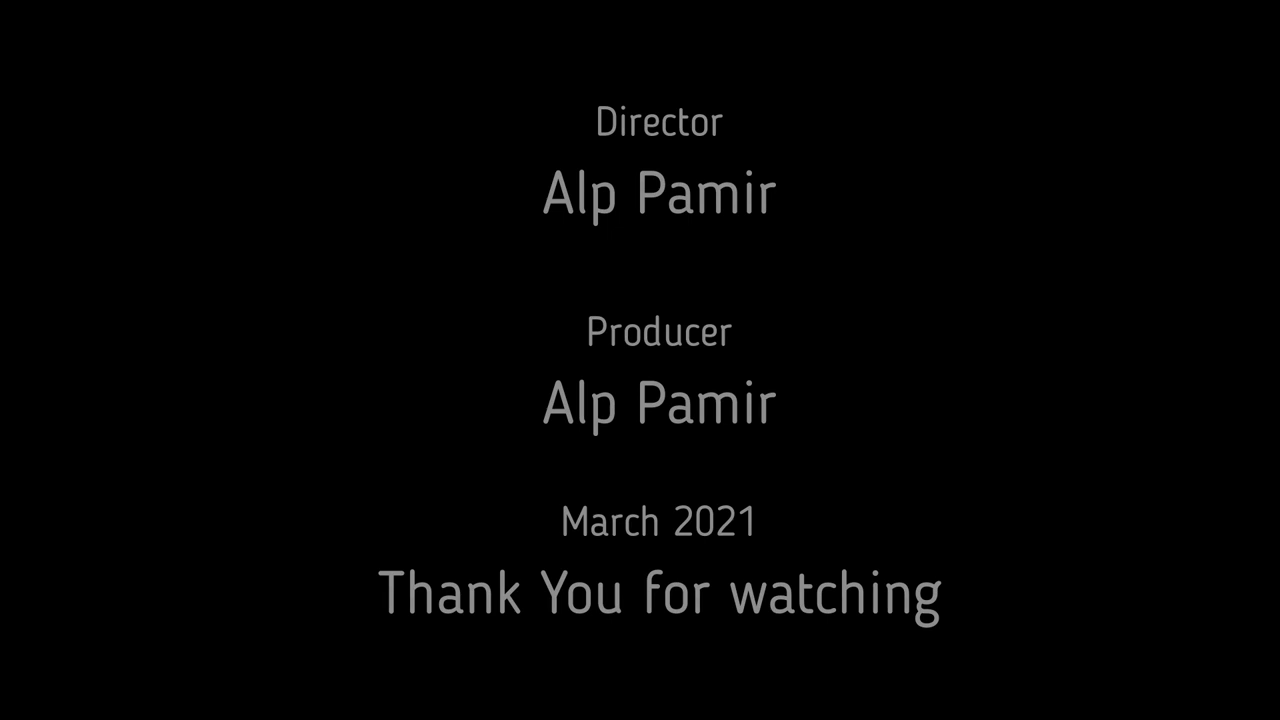 Director
Alp Pamir
Producer
Alp Pamir
March 2021
Thank You for watching